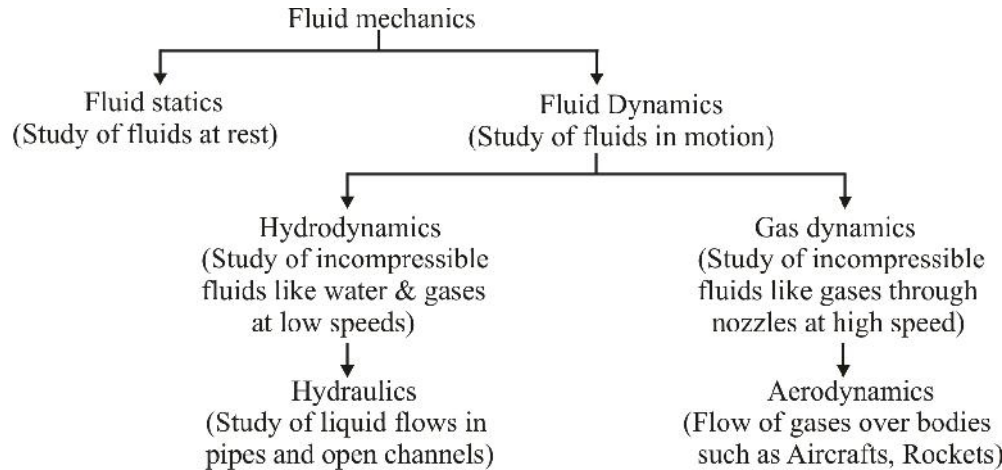 Fluid mechanics
Fluid statics
(Study of fluids at rest)
Fluid Dynamics
(Study of fluids in motion)
Hydrodynamics
(Study of incompressible
fluids like water & gases
at low speeds)
Gas dynamics
(Study of incompressible
fluids like gases through
nozzles at high speed)
Hydraulics
(Study of liquid flows in
pipes and open channels)
Aerodynamics
(Flow of gases over bodies
such as Aircrafts, Rockets)